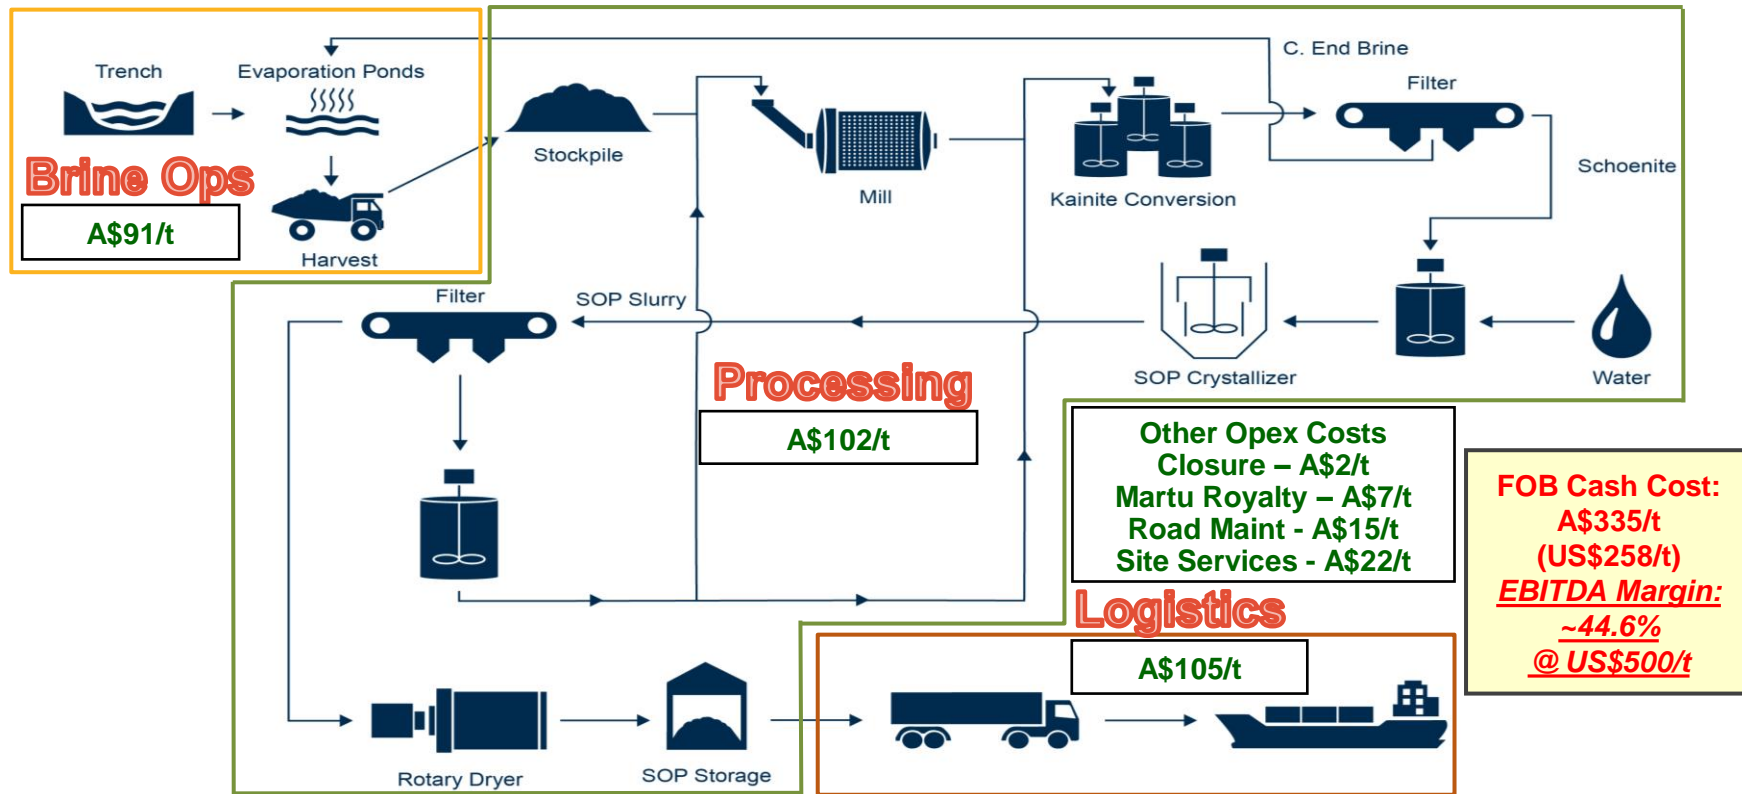 C. End Brine
Trench
Evaporation Ponds
Filter
Brine Ops
A$91/t
Harvest
Stockpile
Mill
Kainite Conversion
Schoenite
Filter
SOP Slurry
SOP Crystallizer
Water
Processing
A$102/t
Other Opex Costs
Closure – A$2/t
Martu Royalty – A$7/t
Road Maint - A$15/t
Site Services - A$22/t
FOB Cash Cost:
A$335/t
(US$258/t)
EBITDA Margin:
~44.6%
@ US$500/t
Logistics
A$105/t
Rotary Dryer
SOP Storage